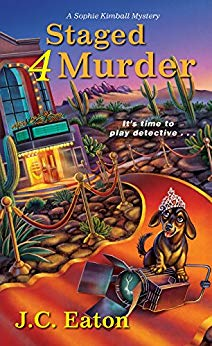 A Sophie Kimball Mystery
Staged
4 Murder
It's time to
play detective . . .
J.C. Eaton